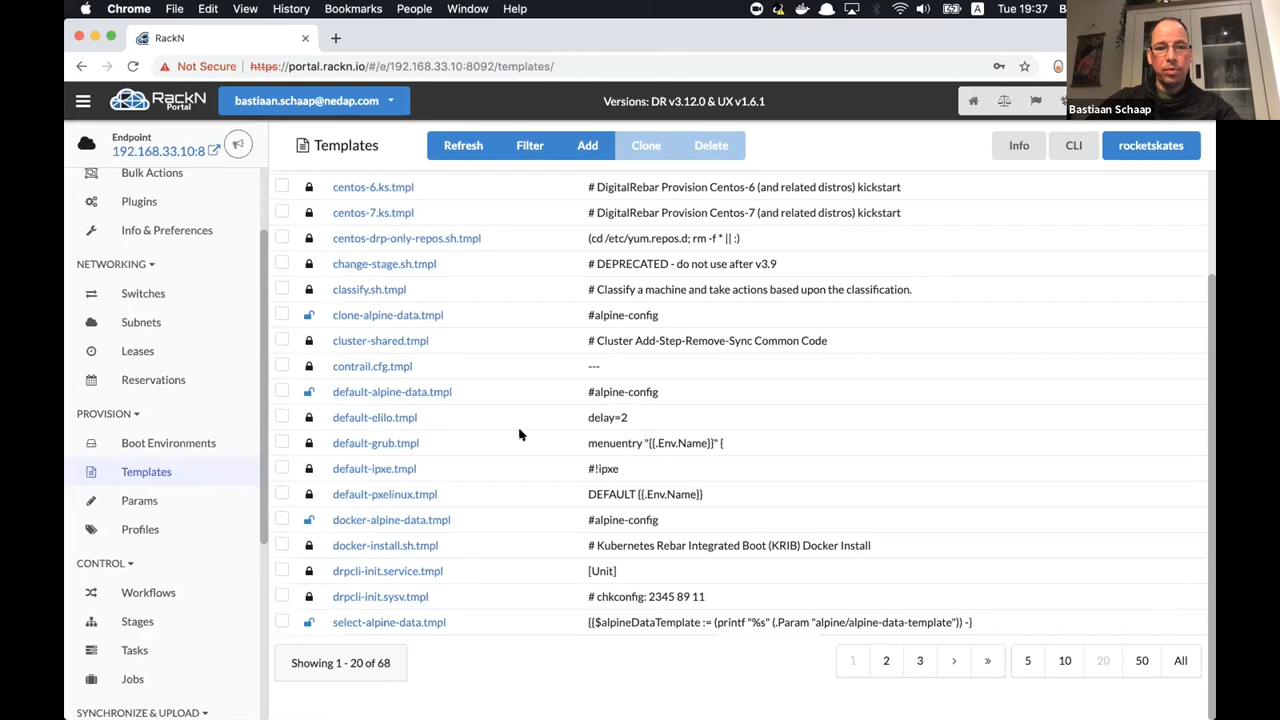 Chrome File Edit View History Bookmarks People Window Help A Tue 19:37
RackN
Not Secure https://portal.rackn.io/#/e/192.168.33.10:8092/templates/
Bastiaan Schaap
RackN Portal bastiaan.schaap@nedap.com Versions: DR v3.12.0 & UX v1.6.1
Endpoint
192.168.33.10:8
Templates Refresh Filter Add Clone Delete Info CLI rocketskates
Bulk Actions
Plugins
Info & Preferences
NETWORKING
Switches
Subnets
Leases
Reservations
PROVISION
Boot Environments
Templates
Params
Profiles
CONTROL
Workflows
Stages
Tasks
Jobs
SYNCHRONIZE & UPLOAD
centos-6.ks.tmpl # DigitalRebar Provision Centos-6 (and related distros) kickstart
centos-7.ks.tmpl # DigitalRebar Provision Centos-7 (and related distros) kickstart
centos-drp-only-repos.sh.tmpl (cd /etc/yum.repos.d; rm -f * || :)
change-stage.sh.tmpl # DEPRECATED - do not use after v3.9
classify.sh.tmpl # Classify a machine and take actions based upon the classification.
clone-alpine-data.tmpl #alpine-config
cluster-shared.tmpl # Cluster Add-Step-Remove-Sync Common Code
contrail.cfg.tmpl ---
default-alpine-data.tmpl #alpine-config
default-elilo.tmpl delay=2
default-grub.tmpl menuentry "{{.Env.Name}}" {
default-ipxe.tmpl #!ipxe
default-pxelinux.tmpl DEFAULT {{.Env.Name}}
docker-alpine-data.tmpl #alpine-config
docker-install.sh.tmpl # Kubernetes Rebar Integrated Boot (KRIB) Docker Install
drpcli-init.service.tmpl [Unit]
drpcli-init.sysv.tmpl # chkconfig: 2345 89 11
select-alpine-data.tmpl {{$alpineDataTemplate := (printf "%s" (.Param "alpine/alpine-data-template")) -}
Showing 1 - 20 of 68 1 2 3 › » 5 10 20 50 All